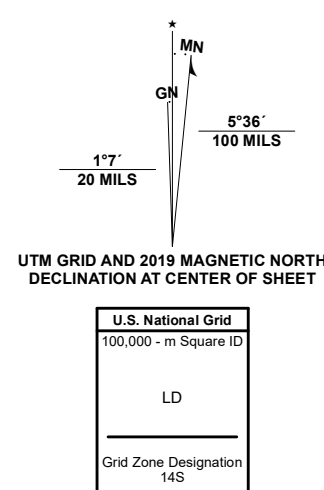 ★
MN
GN
5°36´
100 MILS
1°7´
20 MILS
UTM GRID AND 2019 MAGNETIC NORTH
DECLINATION AT CENTER OF SHEET
U.S. National Grid
100,000 - m Square ID
LD
Grid Zone Designation
14S